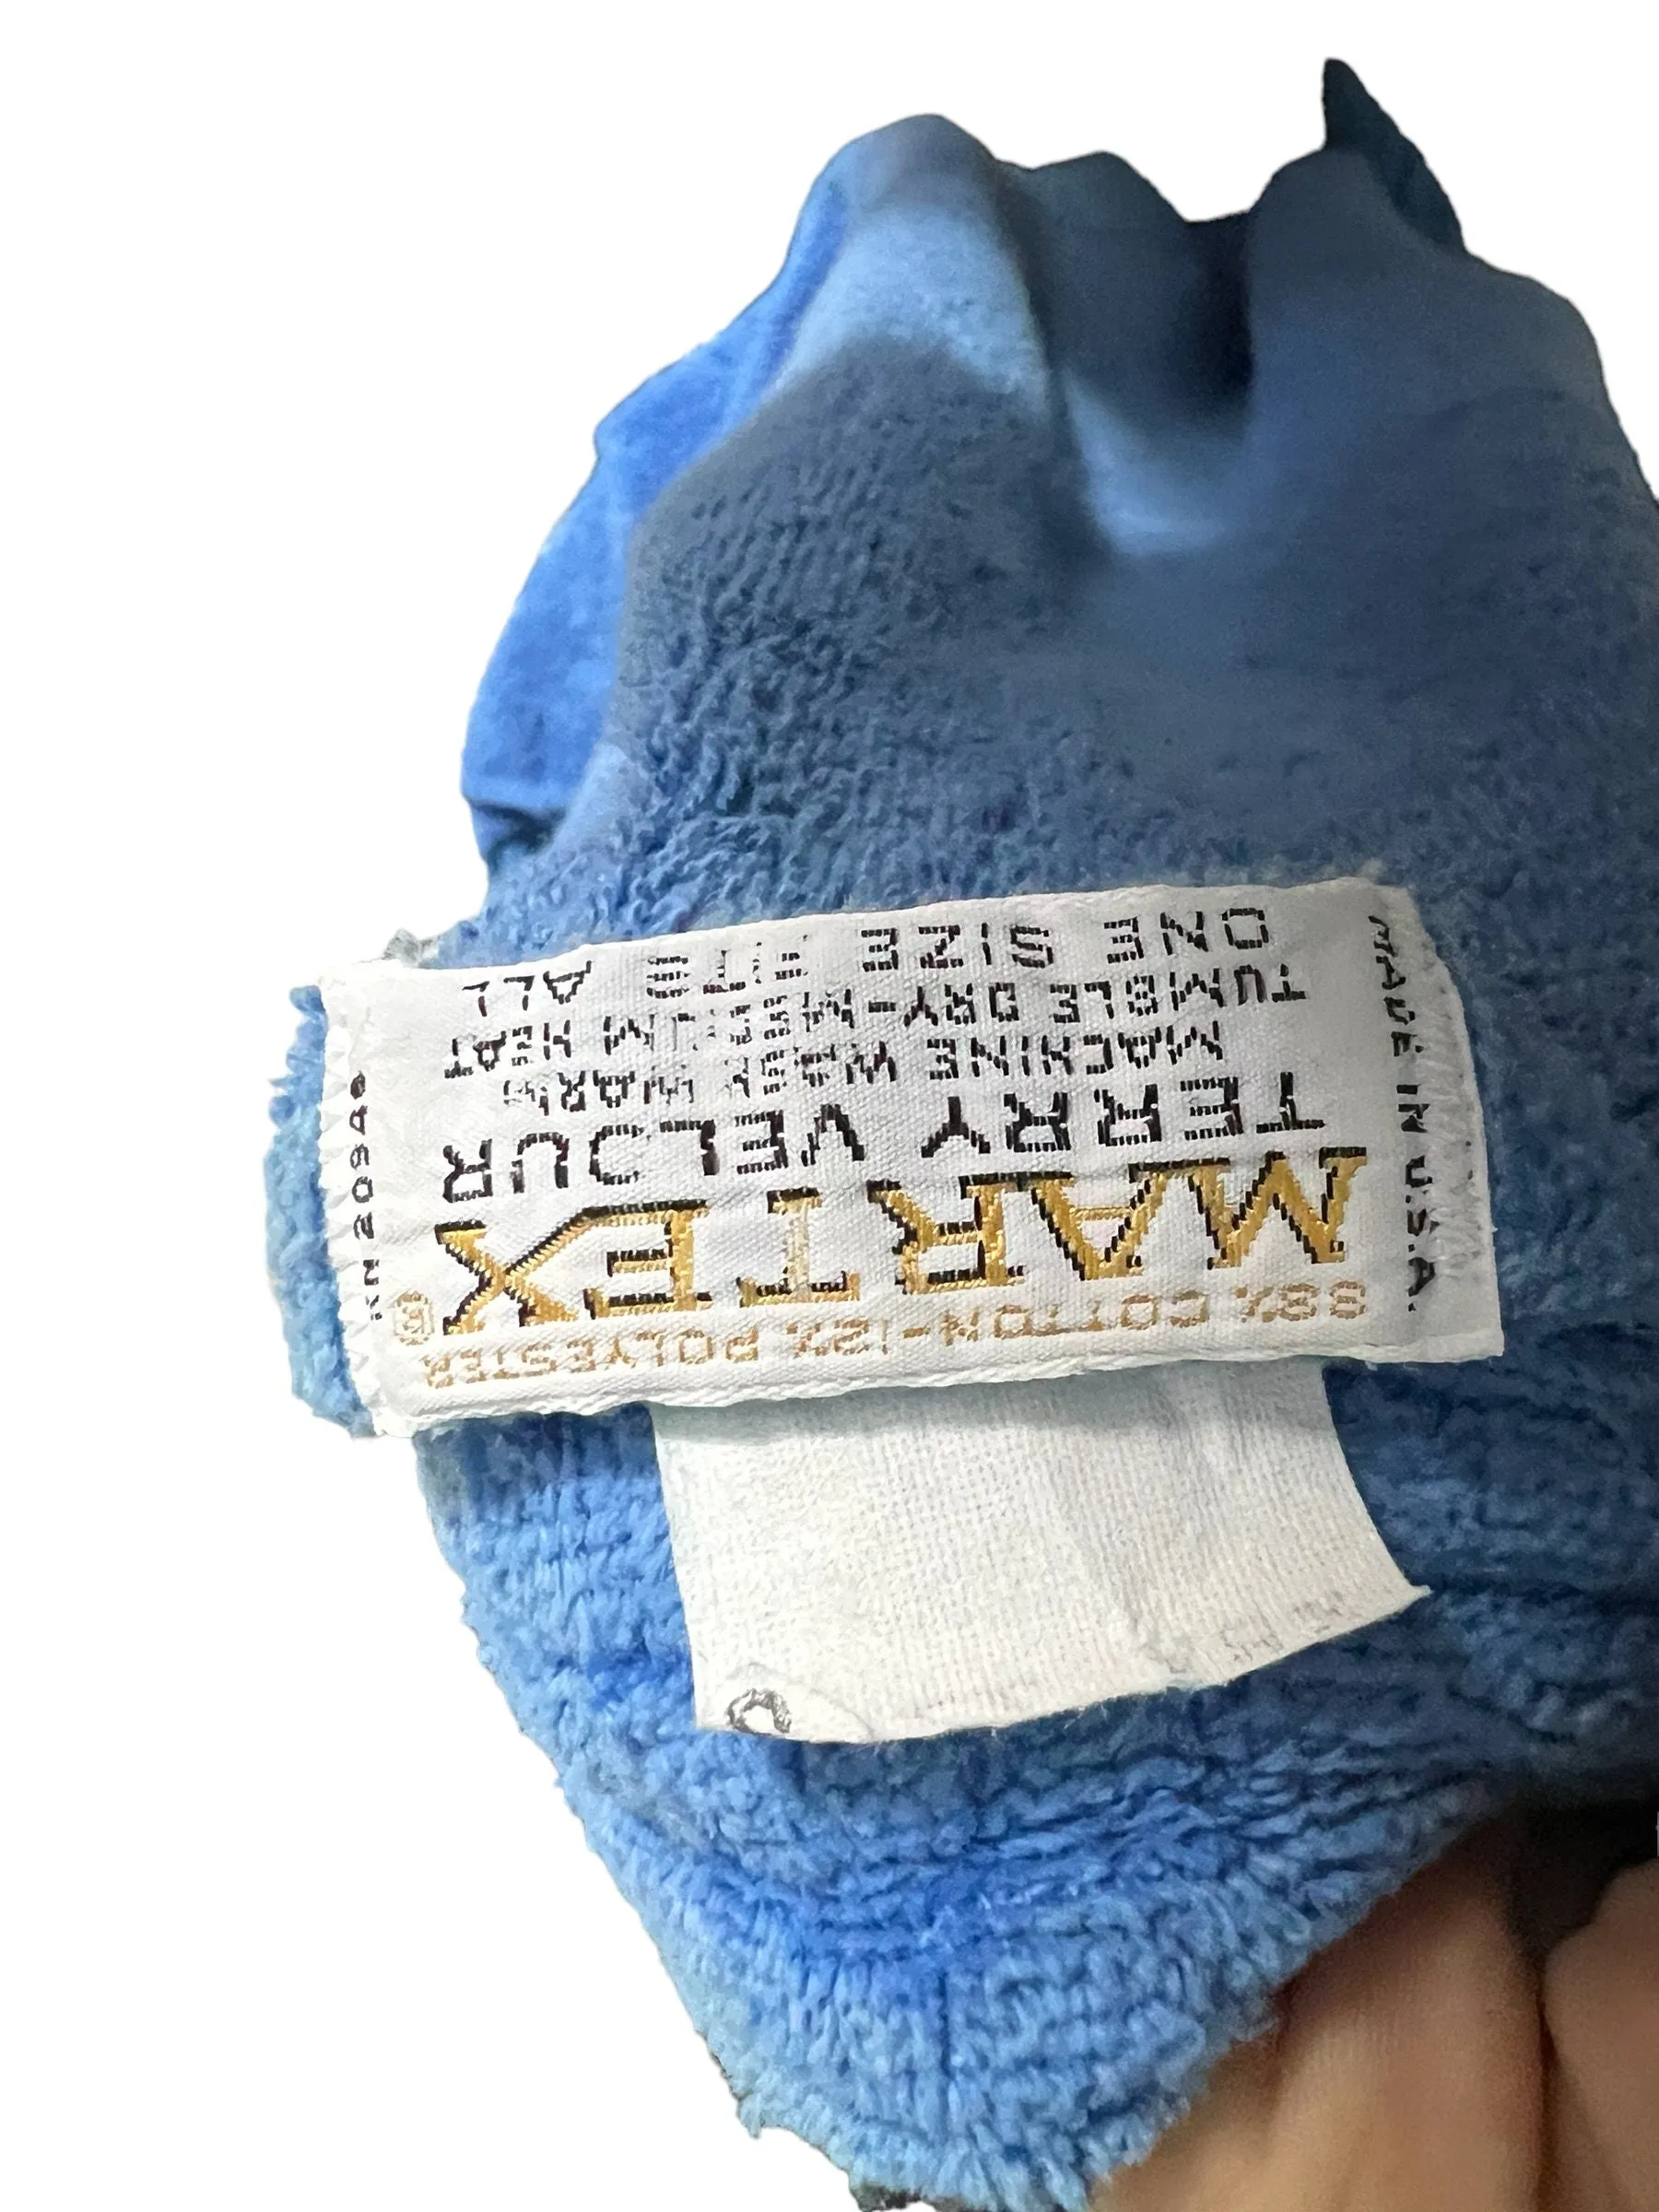 88% COTTON-12% POLYESTER
MARTEX®
TERRY VELOUR
MACHINE WASH WARM
TUMBLE DRY-MEDIUM HEAT
ONE SIZE FITS ALL
MADE IN U.S.A.
RN 20949